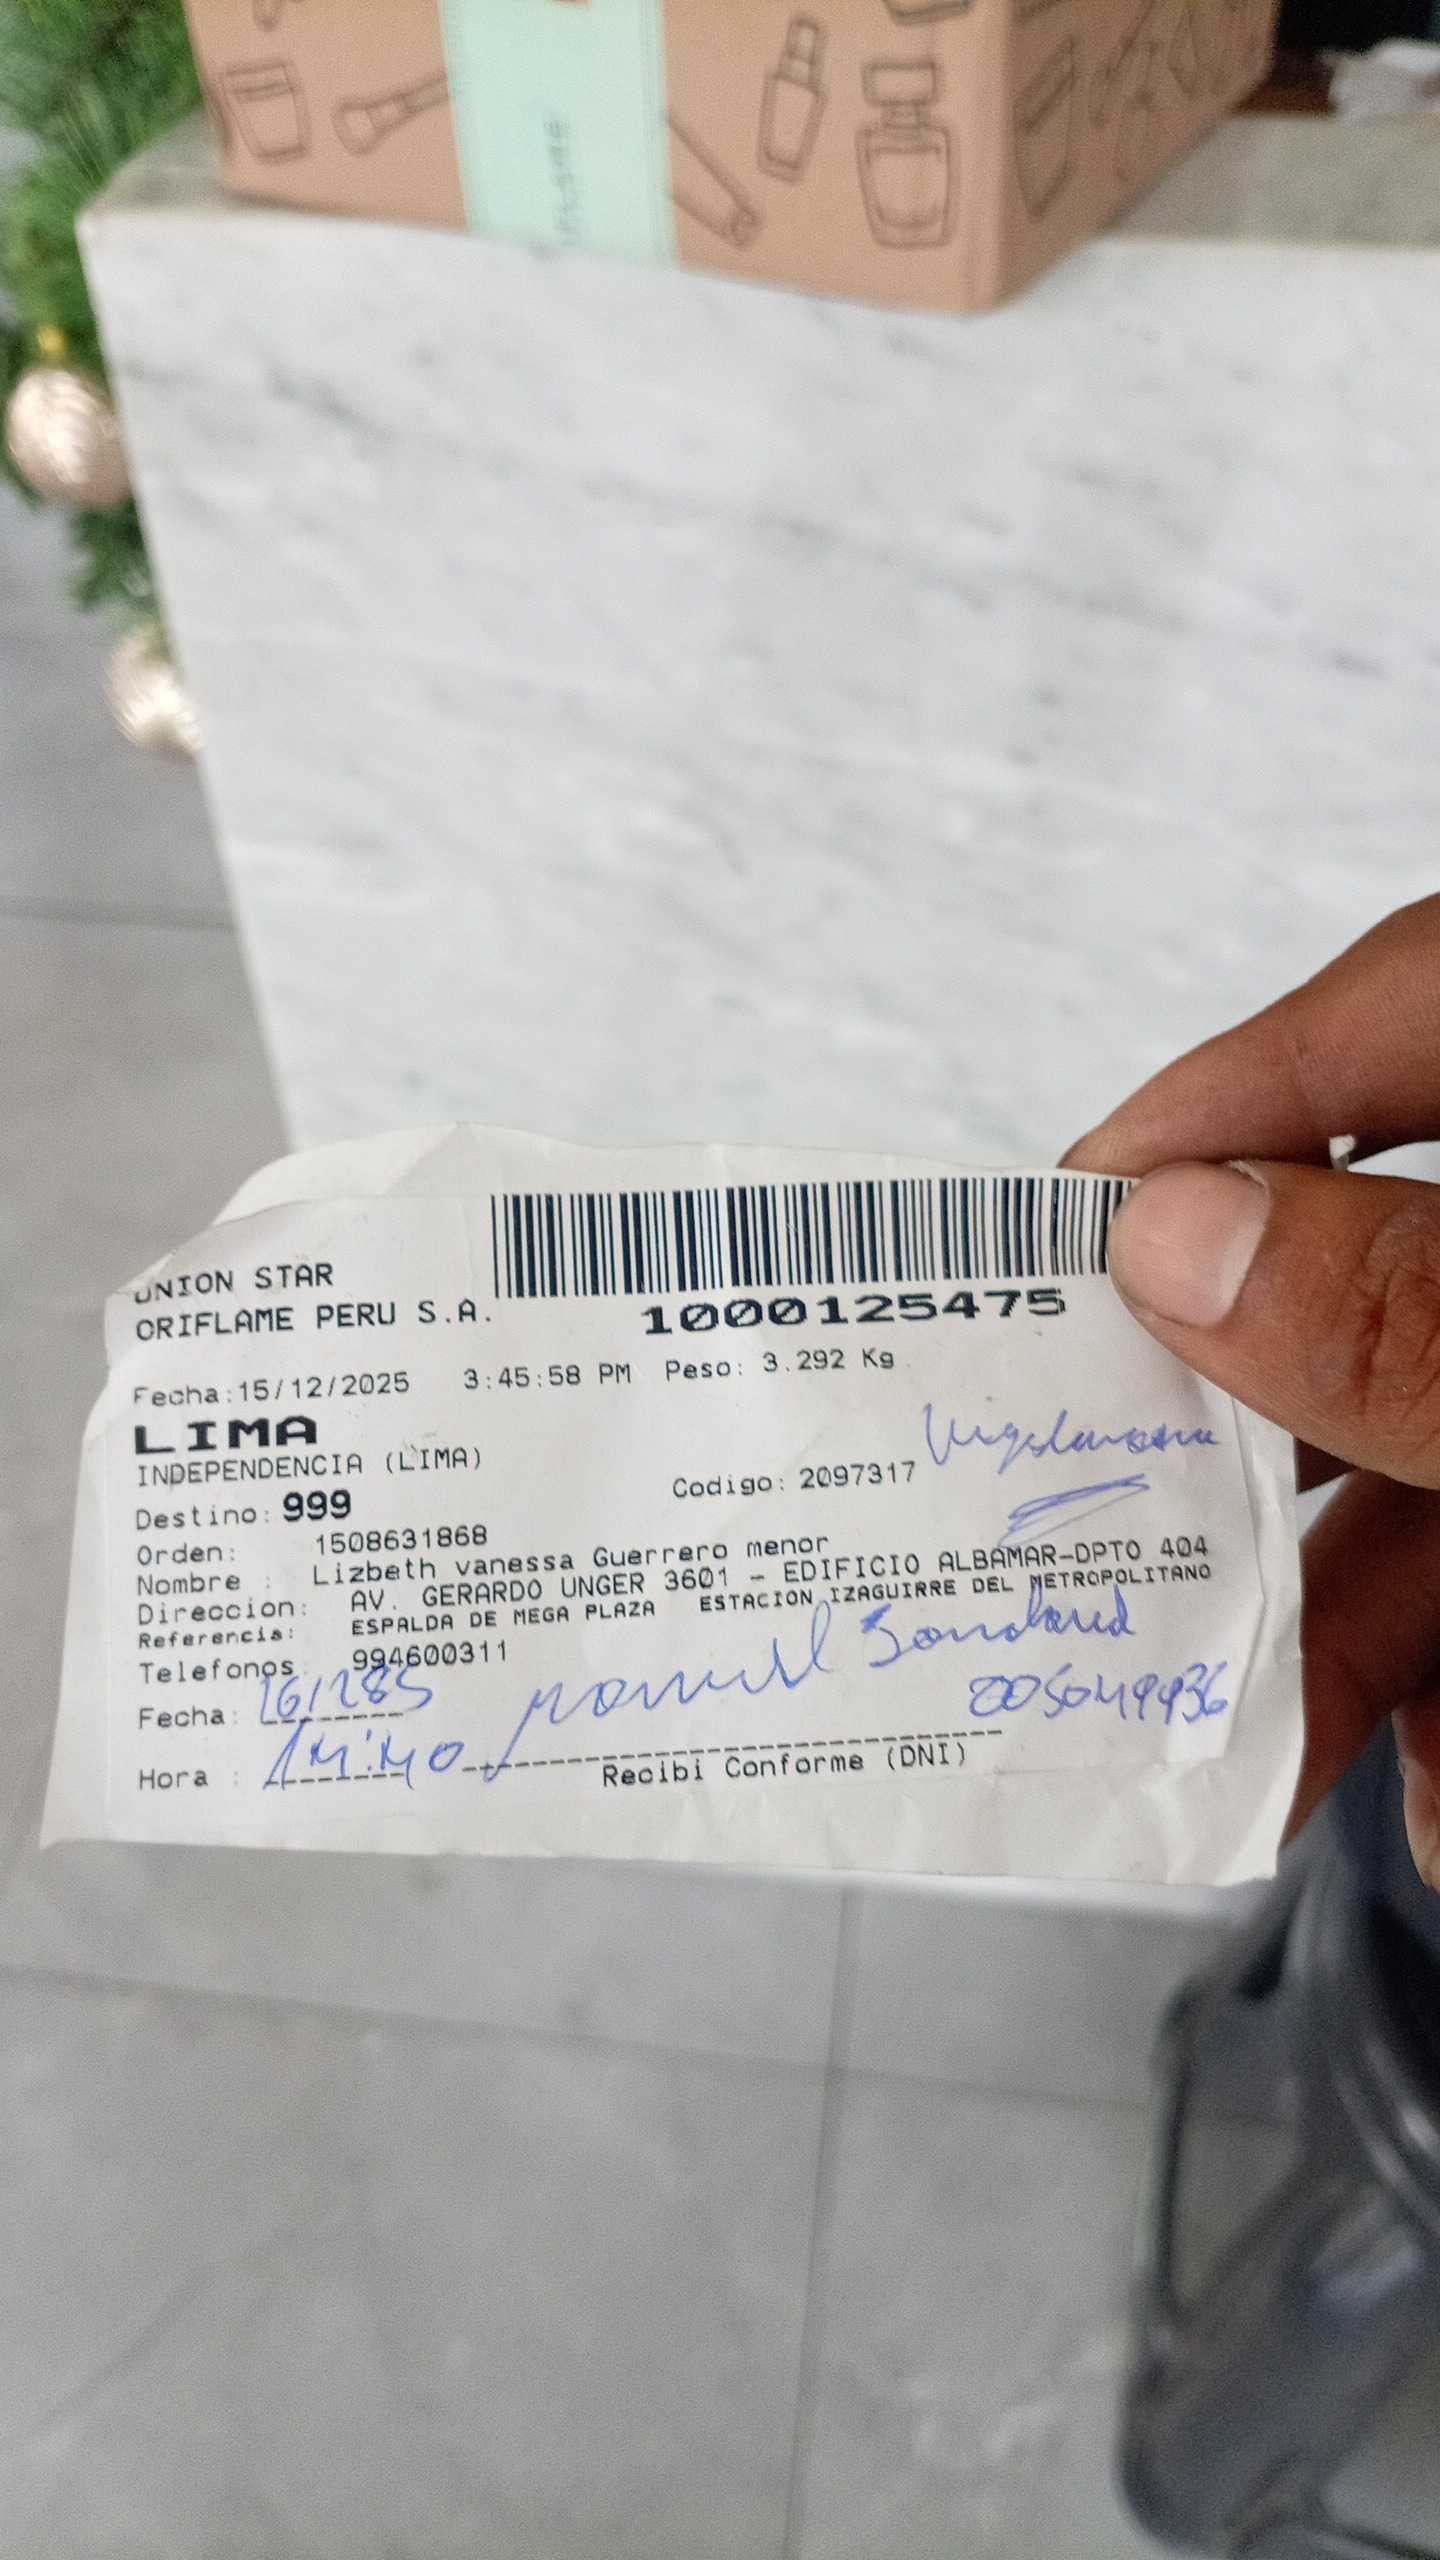 UNION STAR
ORIFLAME PERU S.A.
1000125475
Fecha:15/12/2025 3:45:58 PM Peso: 3.292 Kg
LIMA
INDEPENDENCIA (LIMA)
Codigo: 2097317
Destino: 999
Orden: 1508631868
Nombre : Lizbeth vanessa Guerrero menor
Direccion: AV. GERARDO UNGER 3601 - EDIFICIO ALBAMAR-DPTO 404
Referencia: ESPALDA DE MEGA PLAZA ESTACION IZAGUIRRE DEL METROPOLITANO
Telefonos 994600311
Fecha:
Hora :
Recibi Conforme (DNI)